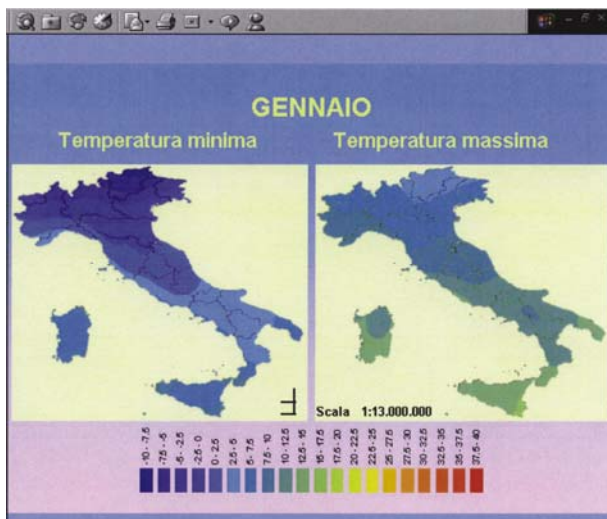 GENNAIO
Temperatura minima
Temperatura massima
Scala 1:13.000.000
-10 - -7.5
-7.5 - -5
-5 - -2.5
-2.5 - 0
0 - 2.5
2.5 - 5
5 - 7.5
7.5 - 10
10 - 12.5
12.5 - 15
15 - 17.5
17.5 - 20
20 - 22.5
22.5 - 25
25 - 27.5
27.5 - 30
30 - 32.5
32.5 - 35
35 - 37.5
37.5 - 40